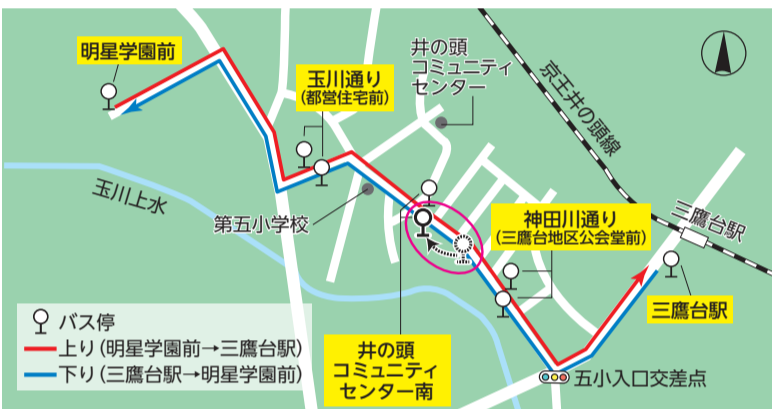 明星学園前
玉川通り
(都営住宅前)
井の頭
コミュニティ
センター
京王井の頭線
玉川上水
第五小学校
神田川通り
(三鷹台地区公会堂前)
三鷹台駅
三鷹台駅
バス停
上り(明星学園前→三鷹台駅)
下り(三鷹台駅→明星学園前)
井の頭
コミュニティ
センター南
五小入口交差点